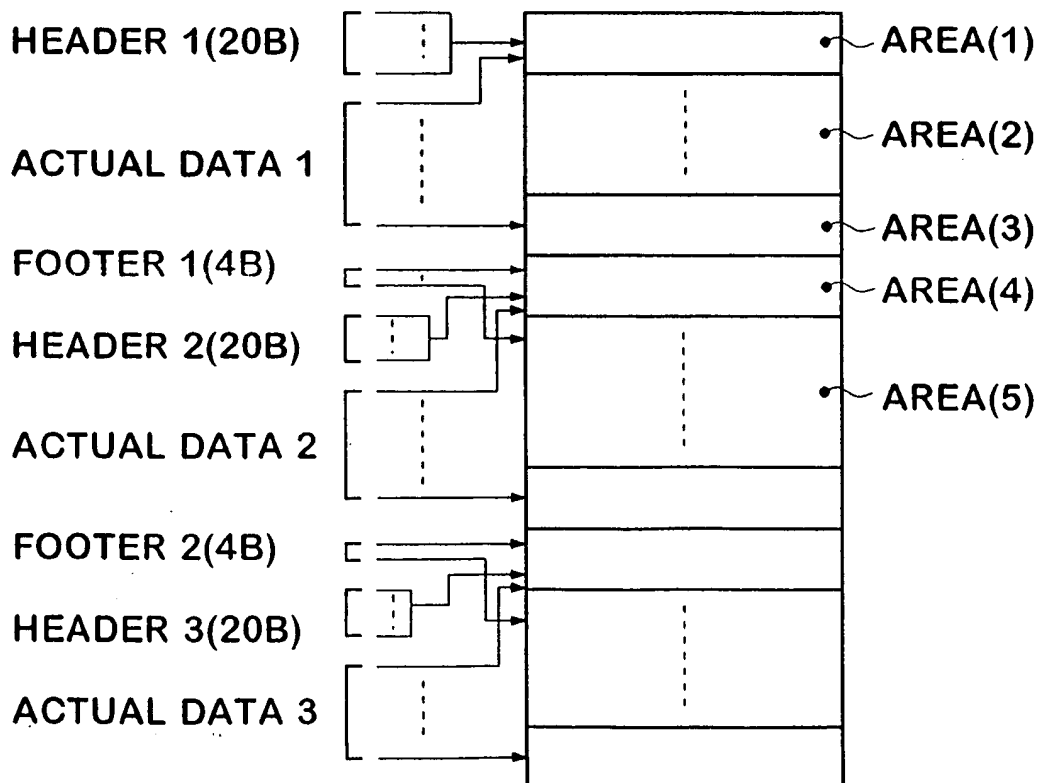 HEADER 1(20B)
ACTUAL DATA 1
FOOTER 1(4B)
HEADER 2(20B)
ACTUAL DATA 2
FOOTER 2(4B)
HEADER 3(20B)
ACTUAL DATA 3
AREA(1)
AREA(2)
AREA(3)
AREA(4)
AREA(5)